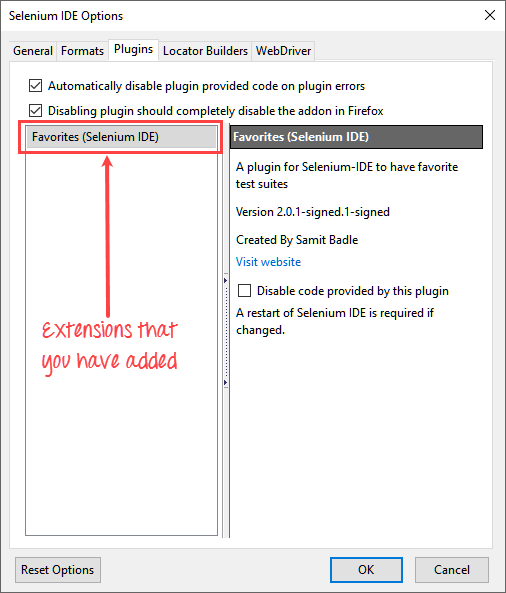 Selenium IDE Options
General Formats Plugins Locator Builders WebDriver
Automatically disable plugin provided code on plugin errors
Disabling plugin should completely disable the addon in Firefox
Favorites (Selenium IDE)
Extensions that
you have added
Favorites (Selenium IDE)
A plugin for Selenium-IDE to have favorite
test suites
Version 2.0.1-signed.1-signed
Created By Samit Badle
Visit website
Disable code provided by this plugin
A restart of Selenium IDE is required if
changed.
Reset Options OK Cancel